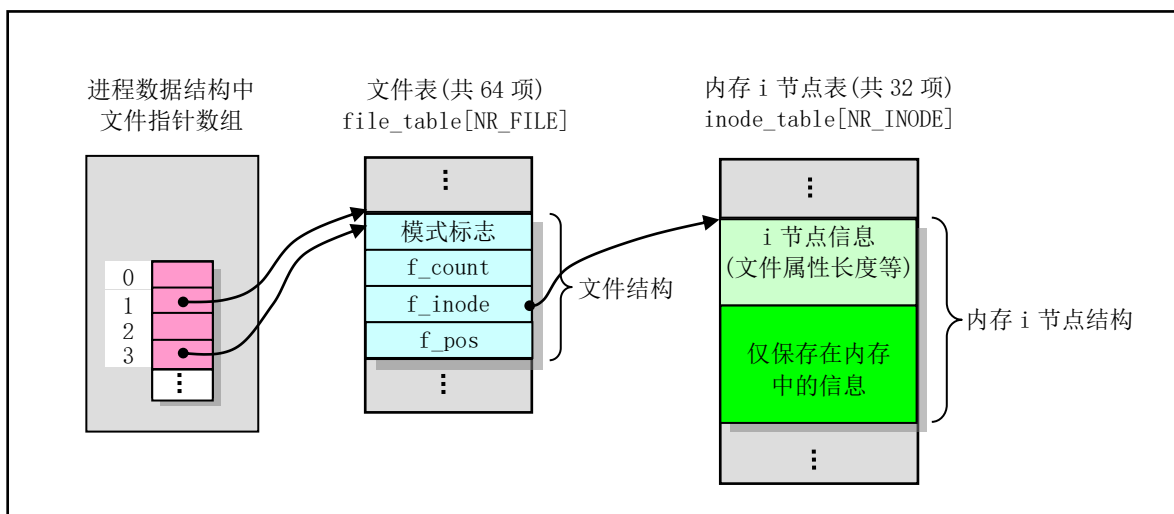 进程数据结构中
文件指针数组
0
1
2
3
⋮
文件表(共 64 项)
file_table[NR_FILE]
⋮
模式标志
f_count
f_inode
f_pos
⋮
文件结构
内存 i 节点表(共 32 项)
inode_table[NR_INODE]
⋮
i 节点信息
(文件属性长度等)
仅保存在内存
中的信息
⋮
内存 i 节点结构